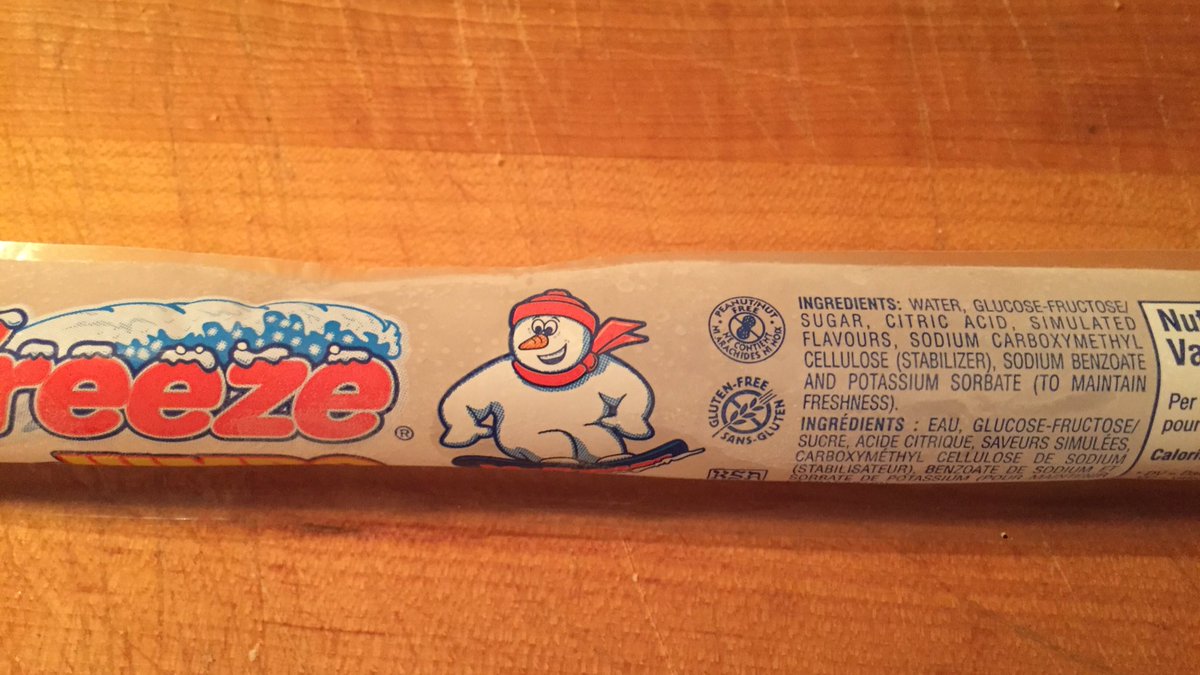 reeze®
PEANUT/NUT
FREE
NE CONTIENT
NI ARACHIDES NI NOIX
GLUTEN-FREE
SANS-GLUTEN
INGREDIENTS: WATER, GLUCOSE-FRUCTOSE/
SUGAR, CITRIC ACID, SIMULATED
FLAVOURS, SODIUM CARBOXYMETHYL
CELLULOSE (STABILIZER), SODIUM BENZOATE
AND POTASSIUM SORBATE (TO MAINTAIN
FRESHNESS).
INGRÉDIENTS : EAU, GLUCOSE-FRUCTOSE/
SUCRE, ACIDE CITRIQUE, SAVEURS SIMULÉES,
CARBOXYMÉTHYL CELLULOSE DE SODIUM
(STABILISATEUR), BENZOATE DE SODIUM ET
SORBATE DE POTASSIUM (POUR
Nut
Va
Per
pour
Calori